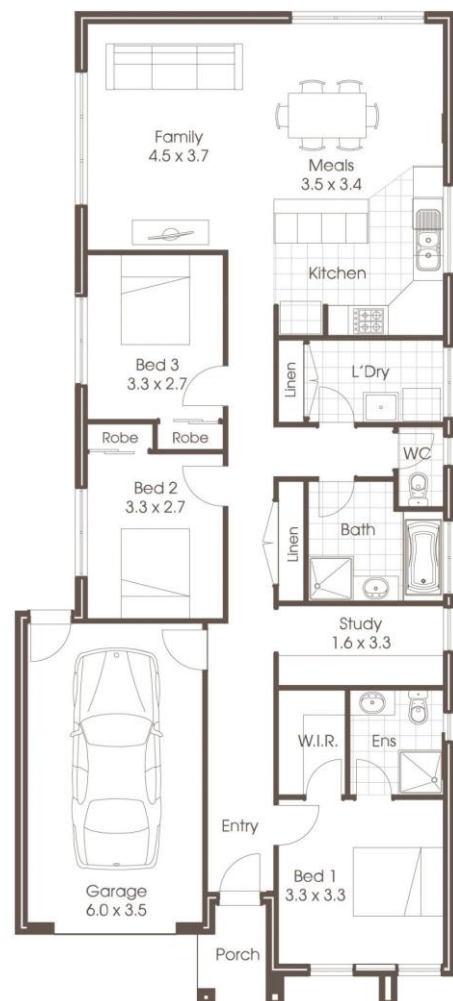 Family
4.5 x 3.7
Meals
3.5 x 3.4
Kitchen
Bed 3
3.3 x 2.7
Linen
L'Dry
Robe
Robe
WC
Bed 2
3.3 x 2.7
Linen
Bath
Study
1.6 x 3.3
W.I.R.
Ens
Entry
Bed 1
3.3 x 3.3
Garage
6.0 x 3.5
Porch